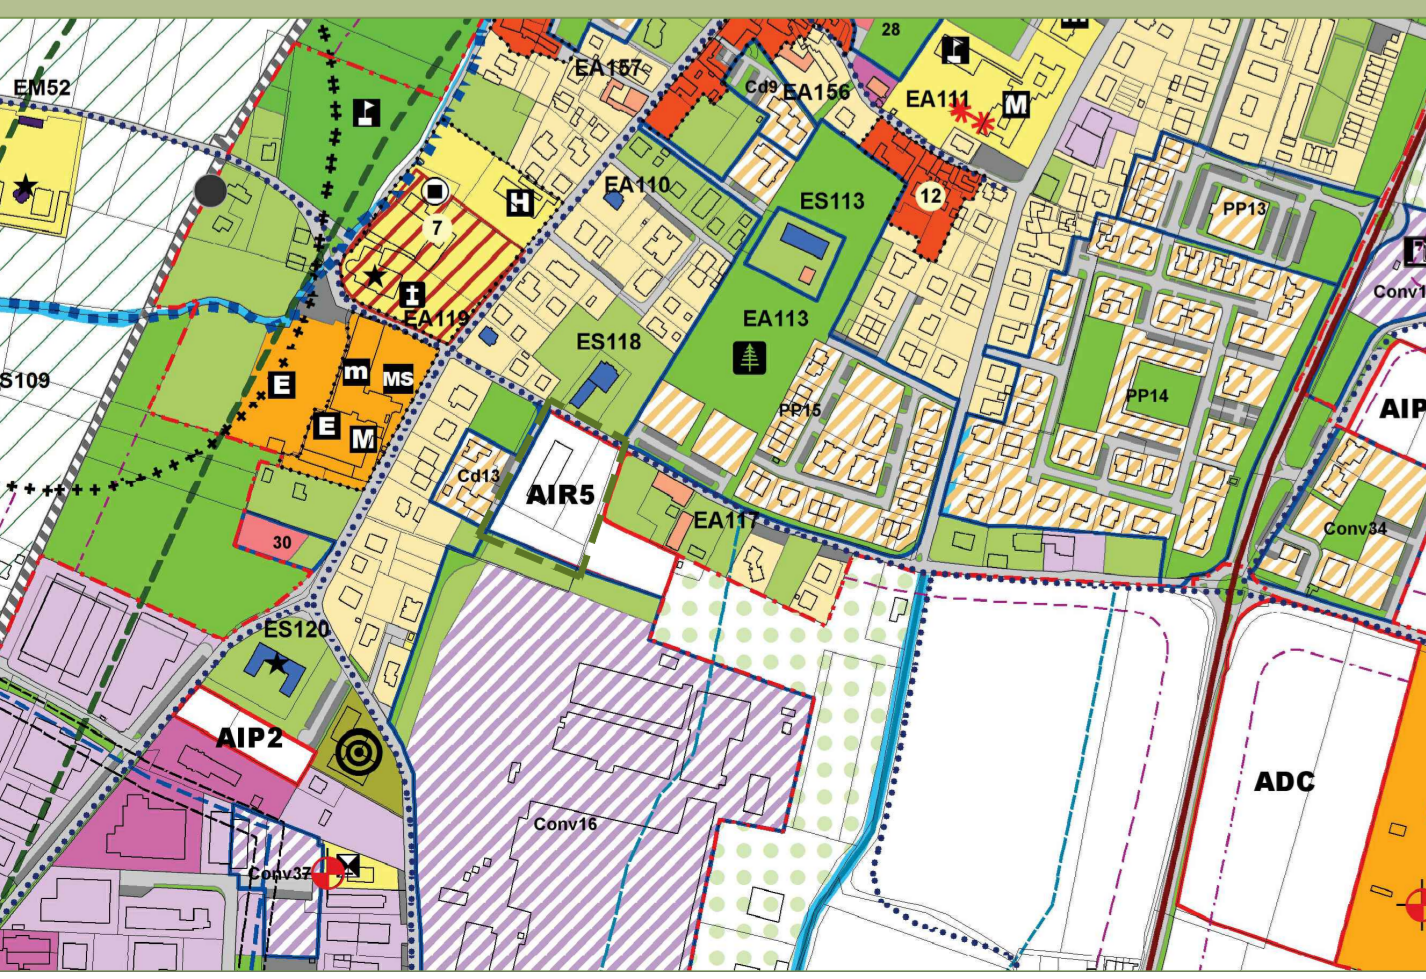 28
EA157
EM52
Cd9
EA156
EA111
M
EA110
H
ES113
12
PP13
7
Conv1
EA119
EA113
ES118
S109
E
m
MS
PP14
AIP
PP15
E
M
Cd13
AIR5
EA117
Conv34
30
ES120
AIP2
ADC
Conv16
Conv37